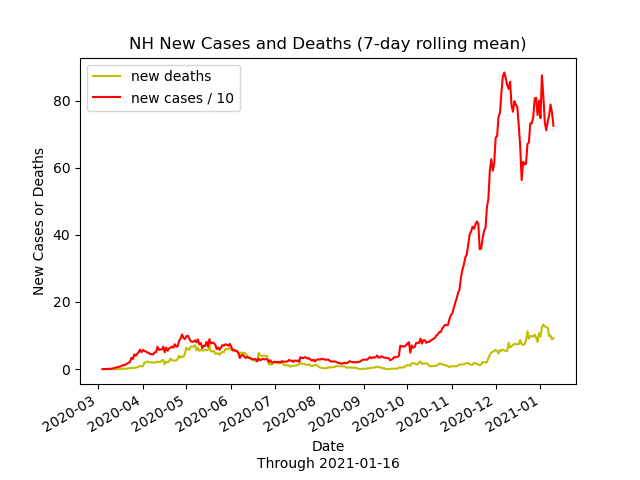 NH New Cases and Deaths (7-day rolling mean)
new deaths
new cases / 10
New Cases or Deaths
80
60
40
20
0
2020-03
2020-04
2020-05
2020-06
2020-07
2020-08
2020-09
2020-10
2020-11
2020-12
2021-01
Date
Through 2021-01-16